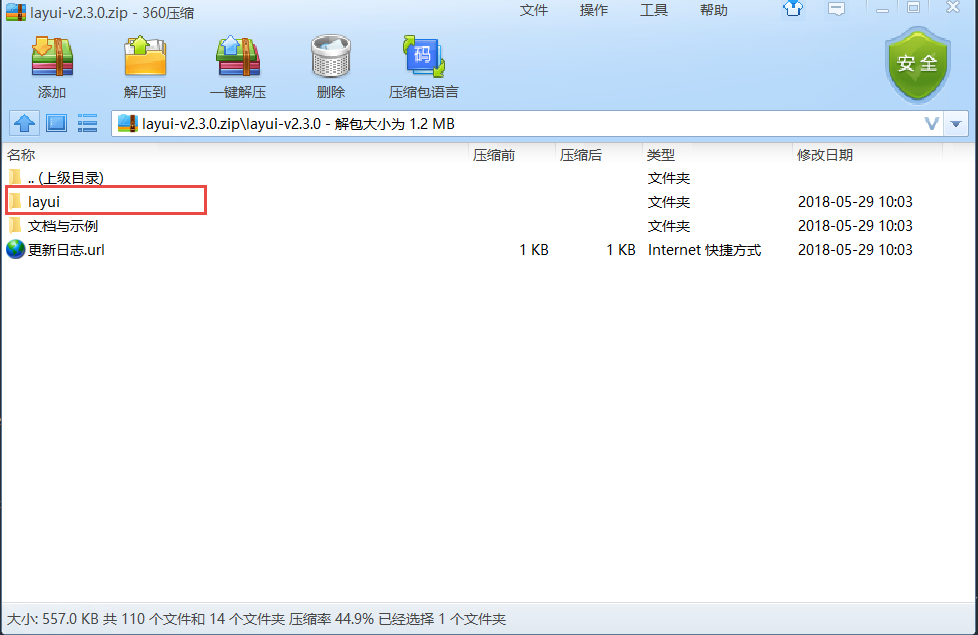 layui-v2.3.0.zip - 360压缩 文件 操作 工具 帮助
添加 解压到 一键解压 删除 码 压缩包语言 安全
layui-v2.3.0.zip\layui-v2.3.0 - 解包大小为 1.2 MB
名称 压缩前 压缩后 类型 修改日期
.. (上级目录) 文件夹
layui 文件夹 2018-05-29 10:03
文档与示例 文件夹 2018-05-29 10:03
更新日志.url 1 KB 1 KB Internet 快捷方式 2018-05-29 10:03
大小: 557.0 KB 共 110 个文件和 14 个文件夹 压缩率 44.9% 已经选择 1 个文件夹